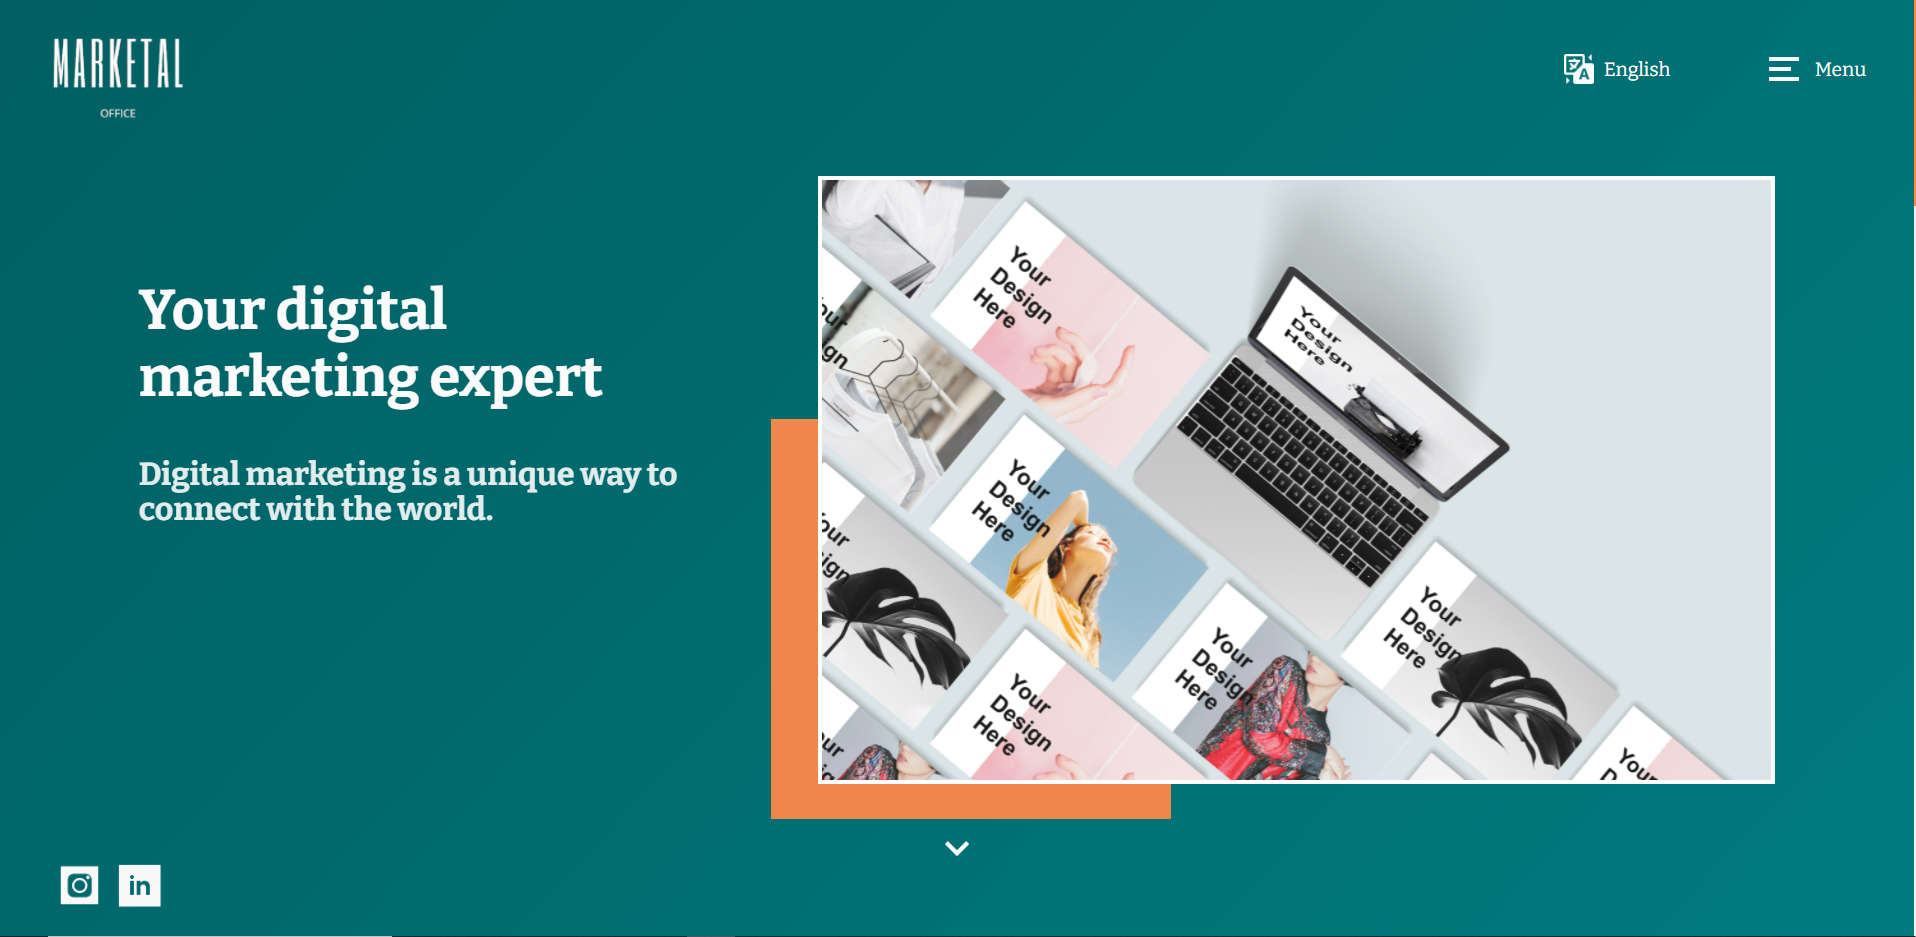 MARKETAL
OFFICE
English
Menu
Your digital
marketing expert
Digital marketing is a unique way to
connect with the world.
Your
Design
Here
Your
Design
Here
Your
Design
Here
Your
Design
Here
Your
Design
Here
Your
Design
Here
in